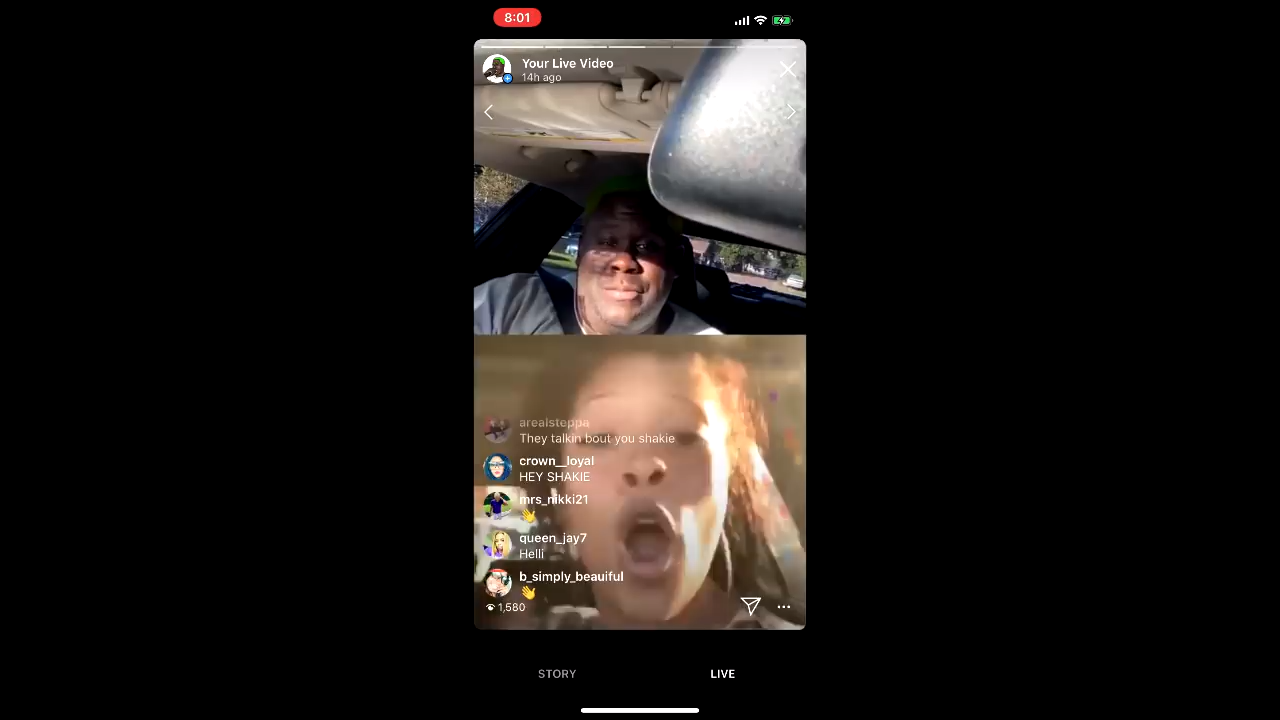 8:01
Your Live Video
14h ago
arealsteppa
They talkin bout you shakie
crown__loyal
HEY SHAKIE
mrs_nikki21
👋
queen_jay7
Helli
b_simply_beauiful
👋
1,580
STORY
LIVE